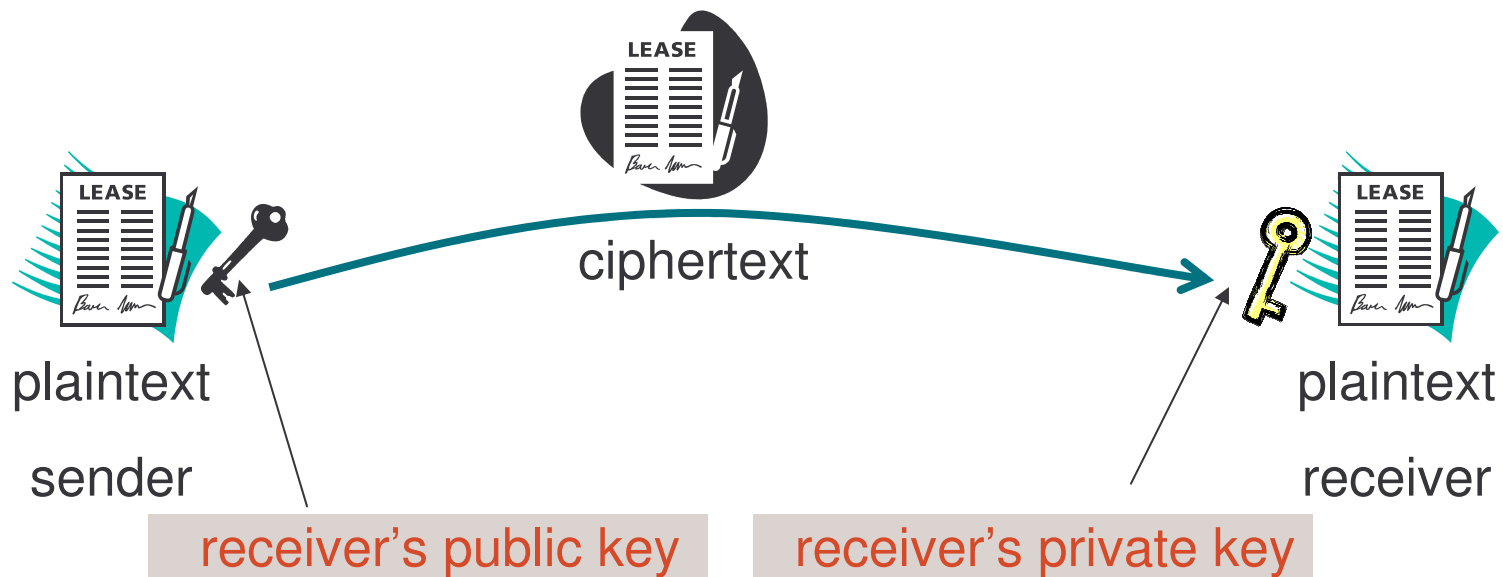 LEASE
LEASE
LEASE
ciphertext
plaintext
plaintext
sender
receiver
receiver’s public key
receiver’s private key